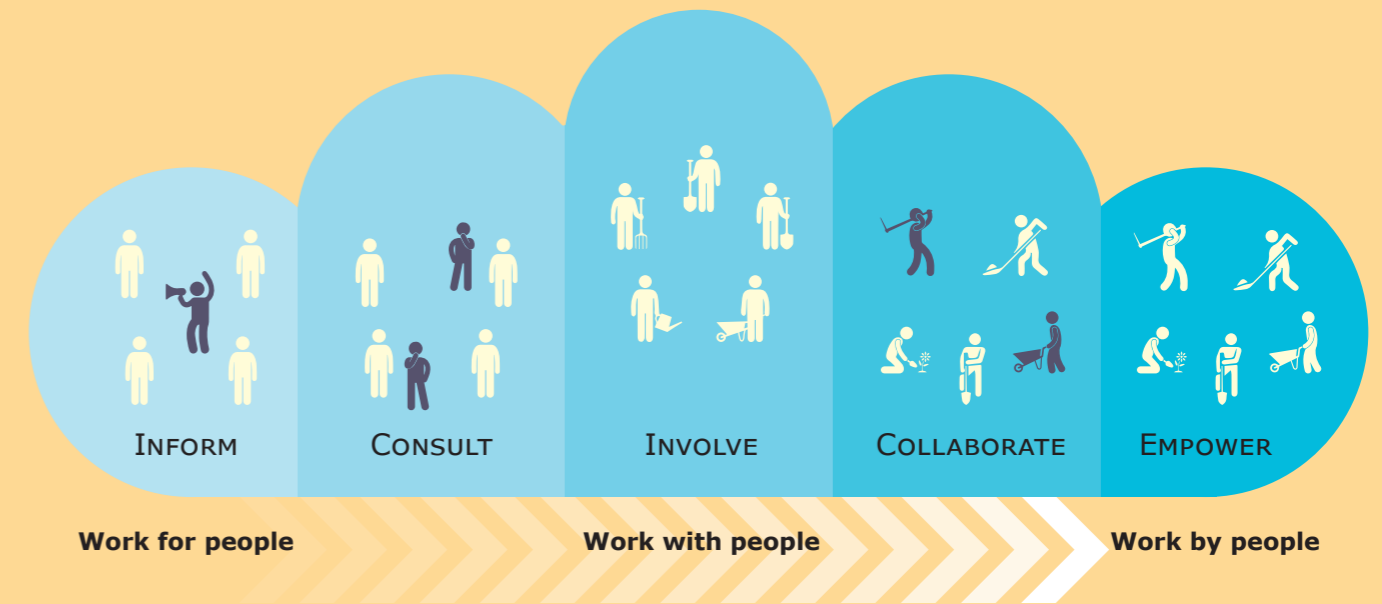 Inform
Consult
Involve
Collaborate
Empower
Work for people
Work with people
Work by people